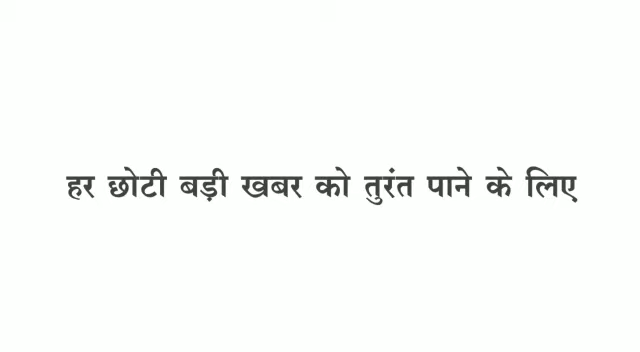 हर छोटी बड़ी खबर को तुरंत पाने के लिए